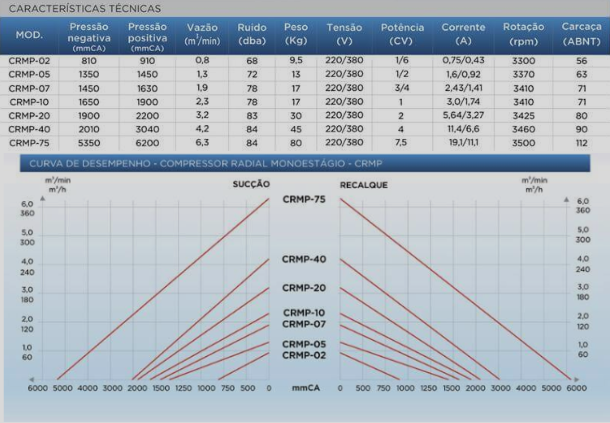 CARACTERÍSTICAS TÉCNICAS
MOD. Pressão negativa (mmCA) Pressão positiva (mmCA) Vazão (m³/min) Ruido (dba) Peso (Kg) Tensão (V) Potência (CV) Corrente (A) Rotação (rpm) Carcaça (ABNT)
CRMP-02 810 910 0,8 68 9,5 220/380 1/6 0,75/0,43 3300 56
CRMP-05 1350 1450 1,3 72 13 220/380 1/2 1,6/0,92 3370 63
CRMP-07 1450 1630 1,9 78 17 220/380 3/4 2,43/1,41 3410 71
CRMP-10 1650 1900 2,3 78 17 220/380 1 3,0/1,74 3410 71
CRMP-20 1900 2200 3,2 83 30 220/380 2 5,64/3,27 3425 80
CRMP-40 2010 3040 4,2 84 45 220/380 4 11,4/6,6 3460 90
CRMP-75 5350 6200 6,3 84 80 220/380 7,5 19,1/11,1 3500 112
CURVA DE DESEMPENHO - COMPRESSOR RADIAL MONOESTÁGIO - CRMP
m³/min m³/min
m³/h m³/h
SUCÇÃO RECALQUE
6,0 CRMP-75 6,0
360 360
5,0 5,0
300 300
4,0 CRMP-40 4,0
240 240
3,0 CRMP-20 3,0
180 180
2,0 CRMP-10 2,0
120 CRMP-07 120
1,0 CRMP-05 1,0
60 CRMP-02 60
6000 5000 4000 3000 2000 1500 1250 1000 750 500 0 mmCA 0 500 750 1000 1250 1500 2000 3000 4000 5000 6000